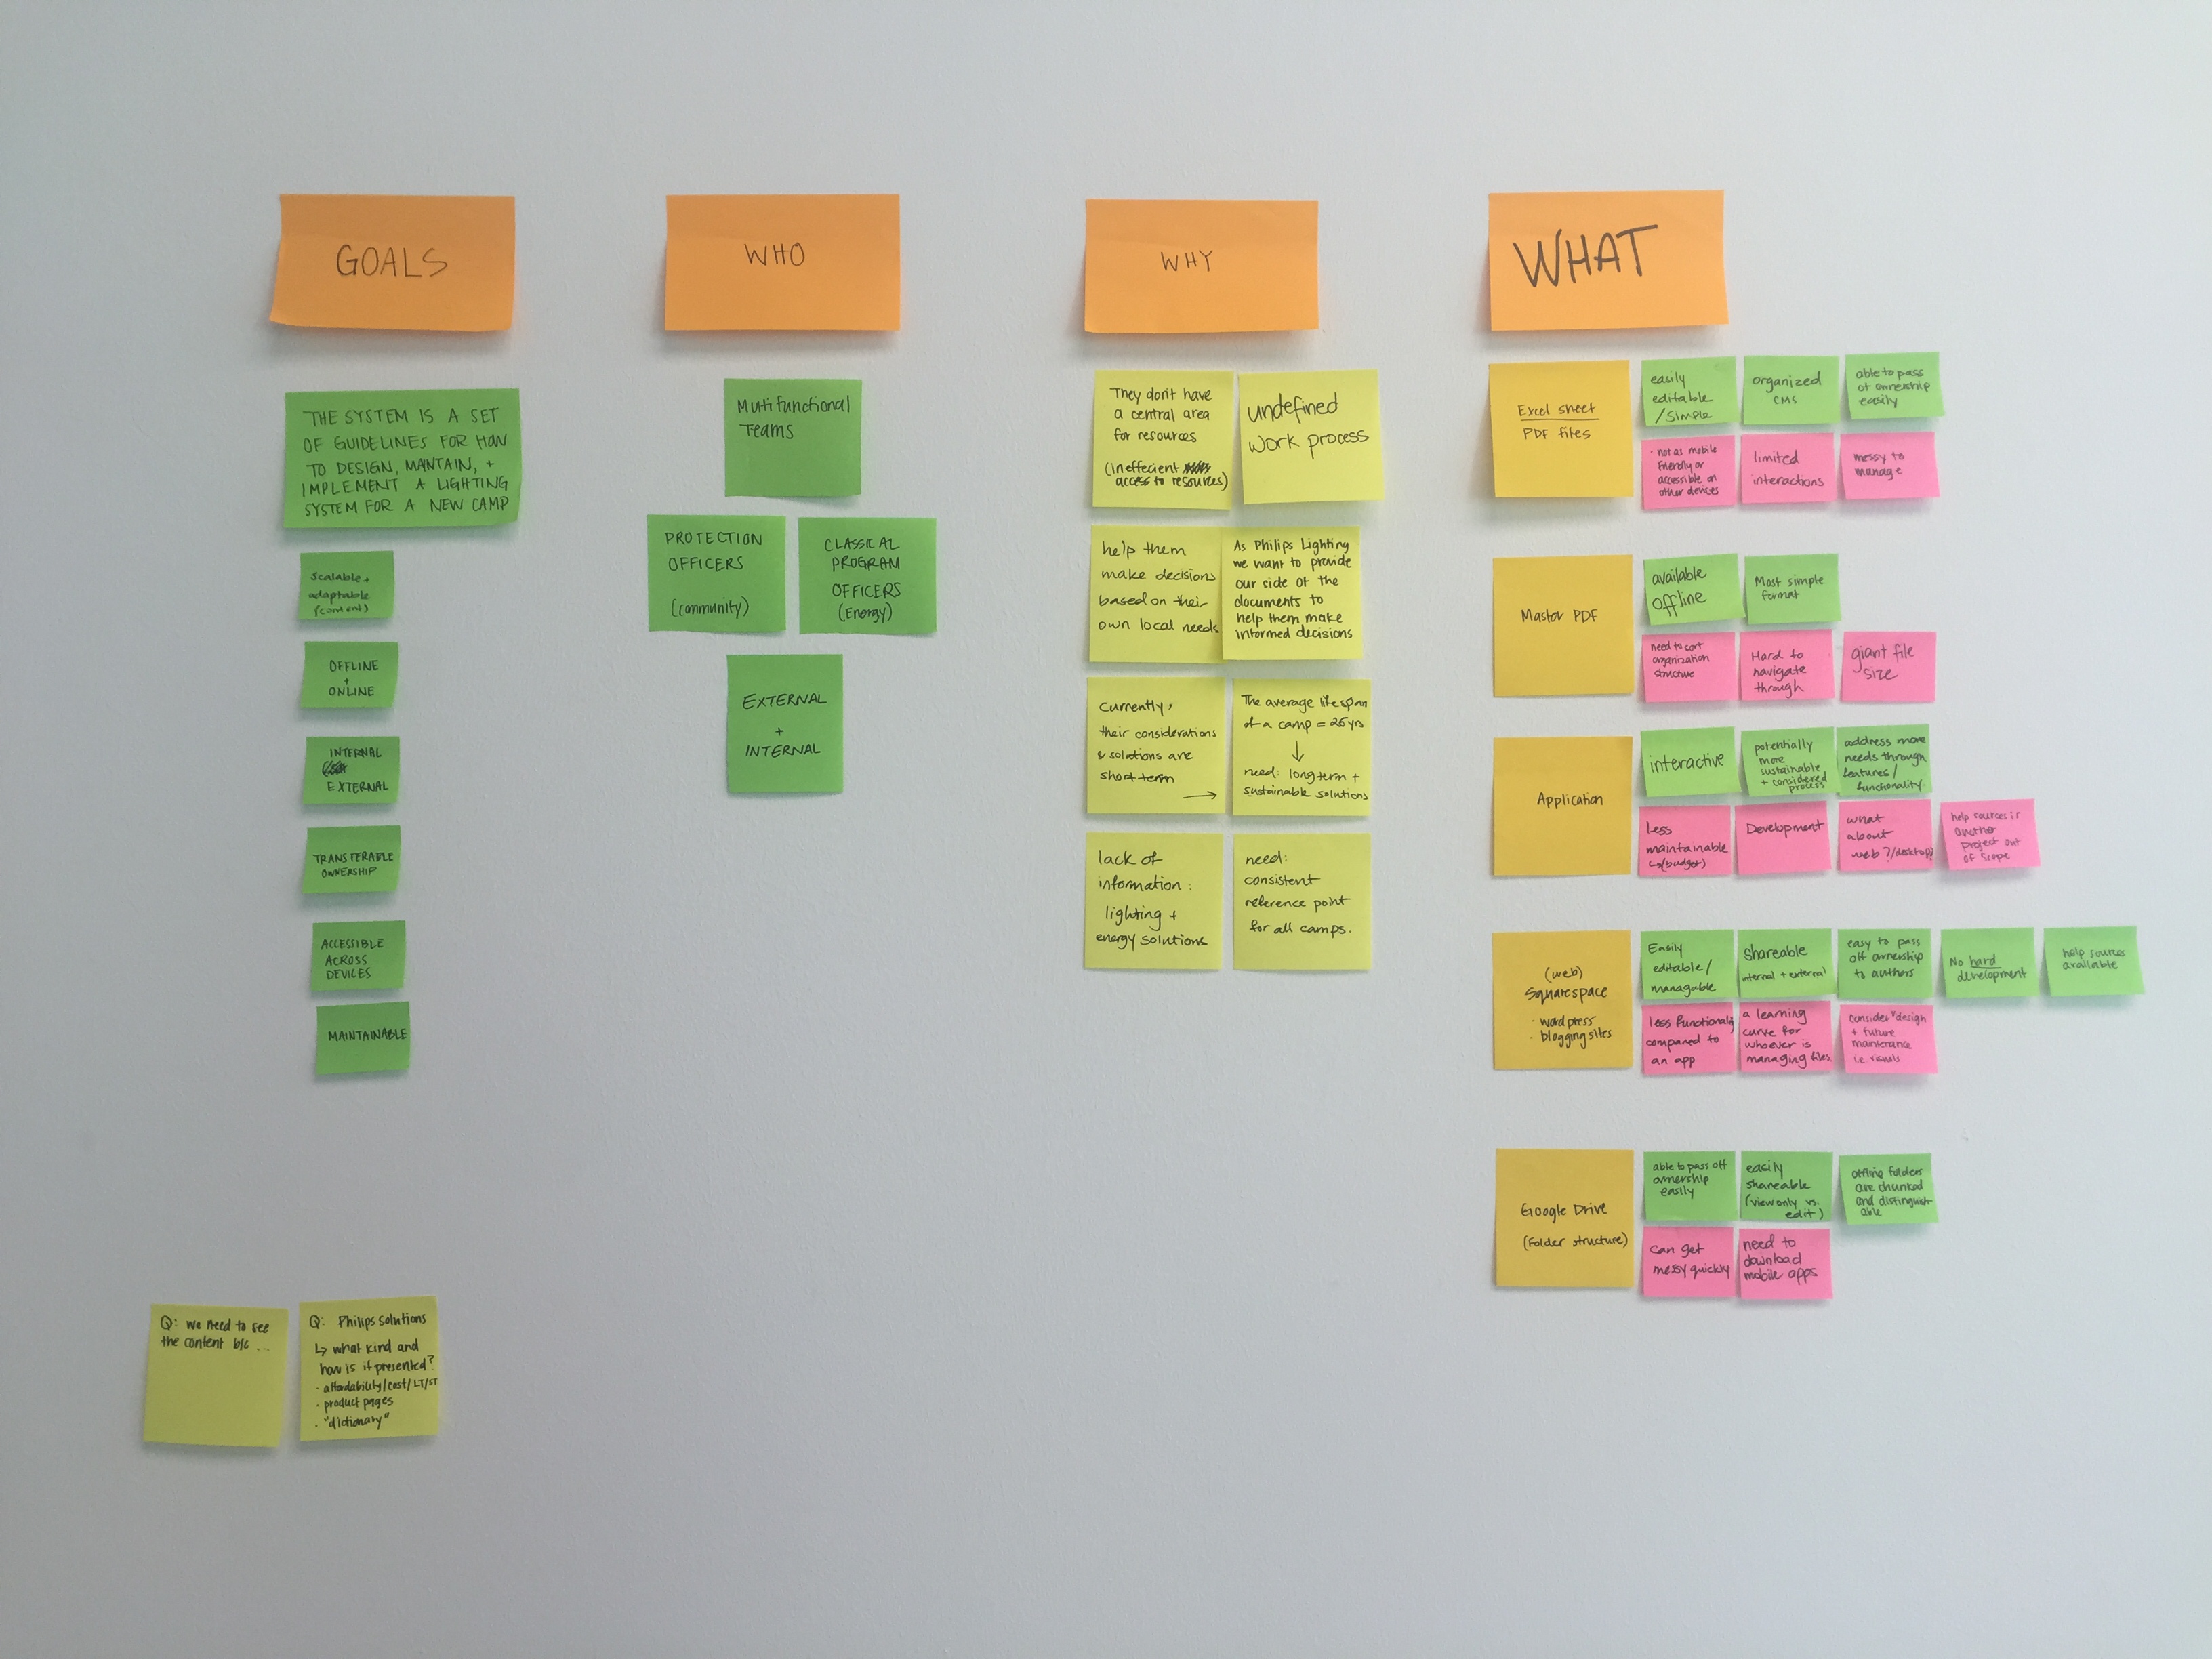 GOALS
THE SYSTEM IS A SET
OF GUIDELINES FOR HOW
TO DESIGN, MAINTAIN, +
IMPLEMENT A LIGHTING
SYSTEM FOR A NEW CAMP
Scalable +
adaptable
(content)
OFFLINE
+
ONLINE
INTERNAL
EXTERNAL
TRANSFERABLE
OWNERSHIP
ACCESSIBLE
ACROSS
DEVICES
MAINTAINABLE
Q: we need to see
the content b/c ...
Q: Philips solutions
↳ what kind and
how is it presented?
· affordability/cost/LT/ST
· product pages
· "dictionary"
WHO
Multifunctional
Teams
PROTECTION
OFFICERS
(community)
CLASSICAL
PROGRAM
OFFICERS
(Energy)
EXTERNAL
+
INTERNAL
WHY
They don't have
a central area
for resources
(ineffecient
access to resources)
undefined
work process
help them
make decisions
based on their
own local needs
As Philips Lighting
we want to provide
our side of the
documents to
help them make
informed decisions
Currently,
their considerations
& solutions are
short-term
→
The average lifespan
of a camp = 25 yrs
↓
need: long term +
sustainable solutions
lack of
information:
lighting +
energy solutions
need:
consistent
reference point
for all camps.
WHAT
Excel sheet
PDF files
easily
editable
/simple
organized
CMS
able to pass
of ownership
easily
· not as mobile
friendly or
accessible on
other devices
limited
interactions
messy to
manage
Master PDF
available
offline
Most simple
format
need to sort
organization
structure
Hard to
navigate
through
giant file
size
Application
interactive
potentially
more
sustainable
+ considered
process
address more
needs through
features/
functionality.
less
maintainable
↳(budget)
Development
what
about
web?/desktop?
help sources is
another
project out
of scope
(web)
Squarespace
· wordpress
· blogging sites
Easily
editable/
managable
shareable
internal + external
easy to pass
off ownership
to authors
No hard
development
help sources
available
less functionality
compared to
an app
a learning
curve for
whoever is
managing files
consider design
+ future
maintenance
i.e. visuals
Google Drive
(Folder structure)
able to pass off
ownership
easily
easily
shareable
(view only vs.
edit)
offline folders
are chunked
and distinguish
able
can get
messy quickly
need to
download
mobile apps